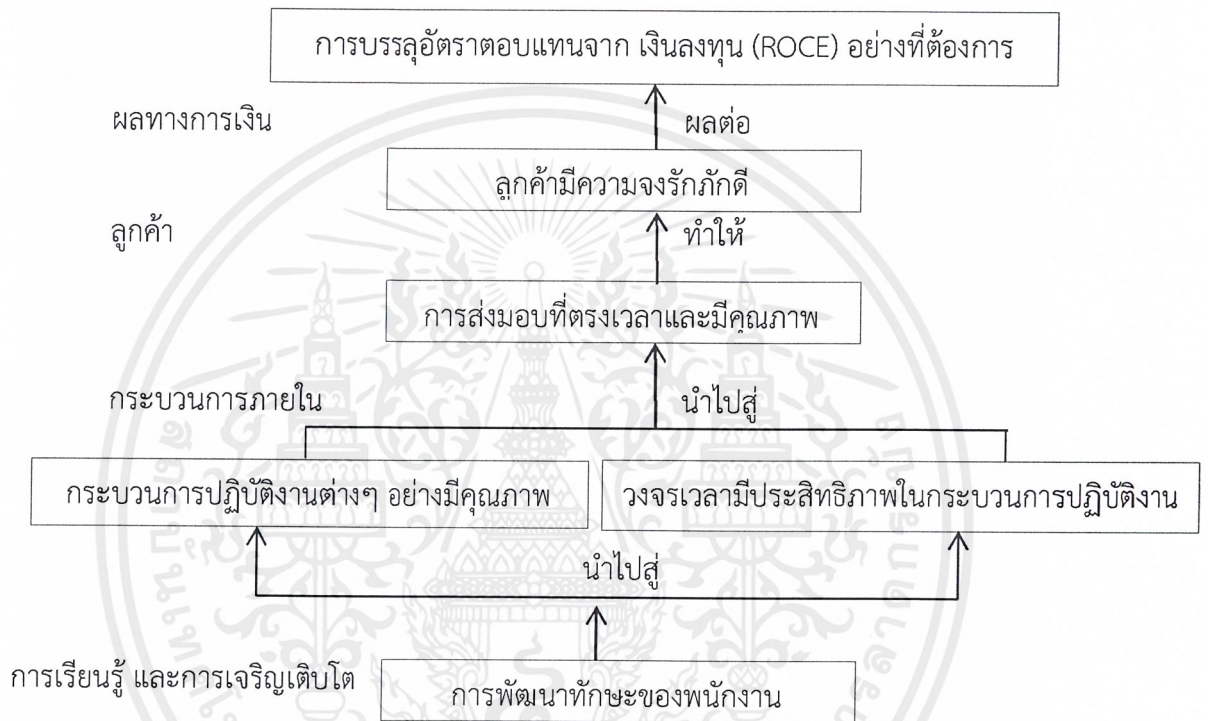 การบรรลุอัตราตอบแทนจาก เงินลงทุน (ROCE) อย่างที่ต้องการ
ผลทางการเงิน
ผลต่อ
ลูกค้ามีความจงรักภักดี
ลูกค้า
ทำให้
การส่งมอบที่ตรงเวลาและมีคุณภาพ
กระบวนการภายใน
นำไปสู่
กระบวนการปฏิบัติงานต่างๆ อย่างมีคุณภาพ
วงจรเวลามีประสิทธิภาพในกระบวนการปฏิบัติงาน
นำไปสู่
การเรียนรู้ และการเจริญเติบโต
การพัฒนาทักษะของพนักงาน